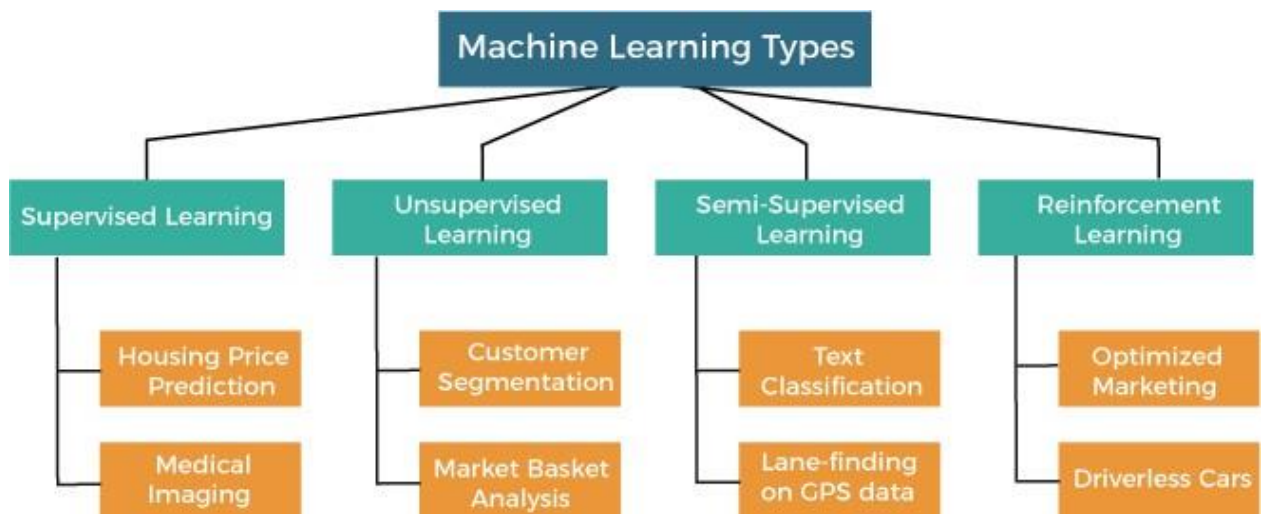 Machine Learning Types
Supervised Learning
Unsupervised
Learning
Semi-Supervised
Learning
Reinforcement
Learning
Housing Price
Prediction
Customer
Segmentation
Text
Classification
Optimized
Marketing
Medical
Imaging
Market Basket
Analysis
Lane-finding
on GPS data
Driverless Cars